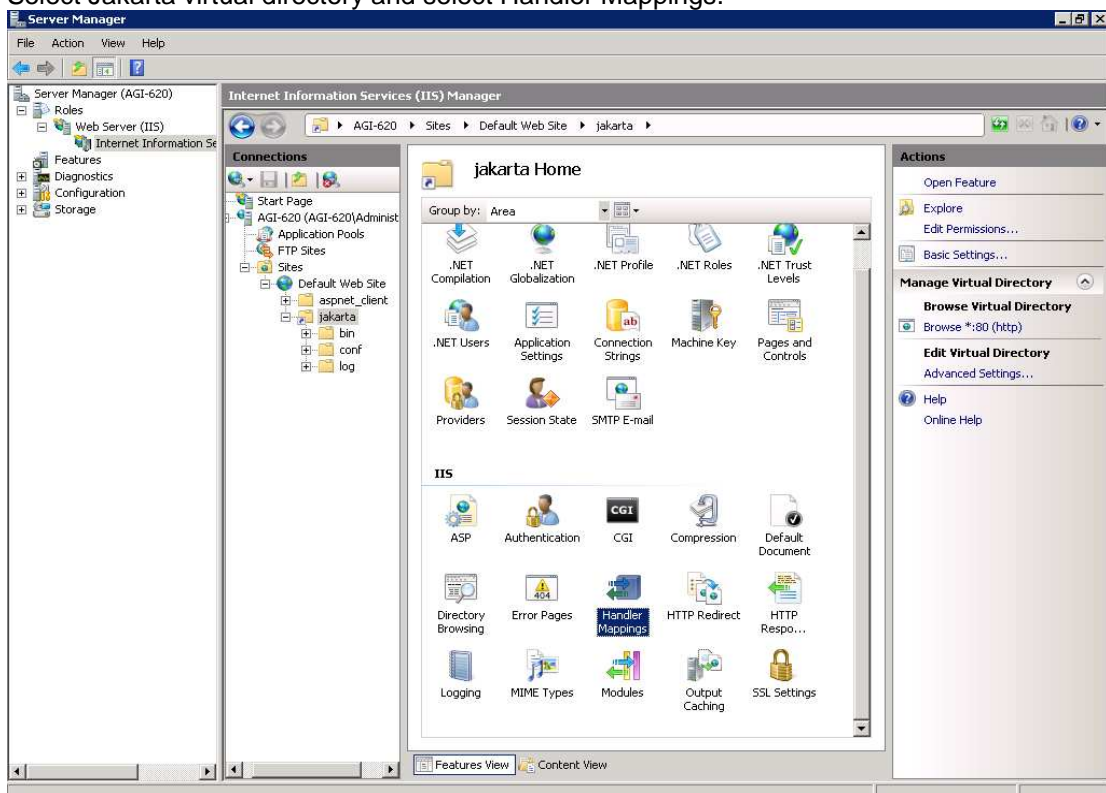 Select Jakarta virtual directory and select Handler Mappings.
Server Manager
File Action View Help
Server Manager (AGI-620)
Roles
Web Server (IIS)
Internet Information Se
Features
Diagnostics
Configuration
Storage
Internet Information Services (IIS) Manager
AGI-620 Sites Default Web Site jakarta
Connections
Start Page
AGI-620 (AGI-620\Administ
Application Pools
FTP Sites
Sites
Default Web Site
aspnet_client
jakarta
bin
conf
log
jakarta Home
Group by: Area
.NET Compilation
.NET Globalization
.NET Profile
.NET Roles
.NET Trust Levels
.NET Users
Application Settings
Connection Strings
Machine Key
Pages and Controls
Providers
Session State
SMTP E-mail
IIS
ASP
Authentication
CGI
CGI
Compression
Default Document
Directory Browsing
404
Error Pages
Handler Mappings
HTTP Redirect
HTTP Respo...
Logging
MIME Types
Modules
Output Caching
SSL Settings
Features View
Content View
Actions
Open Feature
Explore
Edit Permissions...
Basic Settings...
Manage Virtual Directory
Browse Virtual Directory
Browse *:80 (http)
Edit Virtual Directory
Advanced Settings...
Help
Online Help